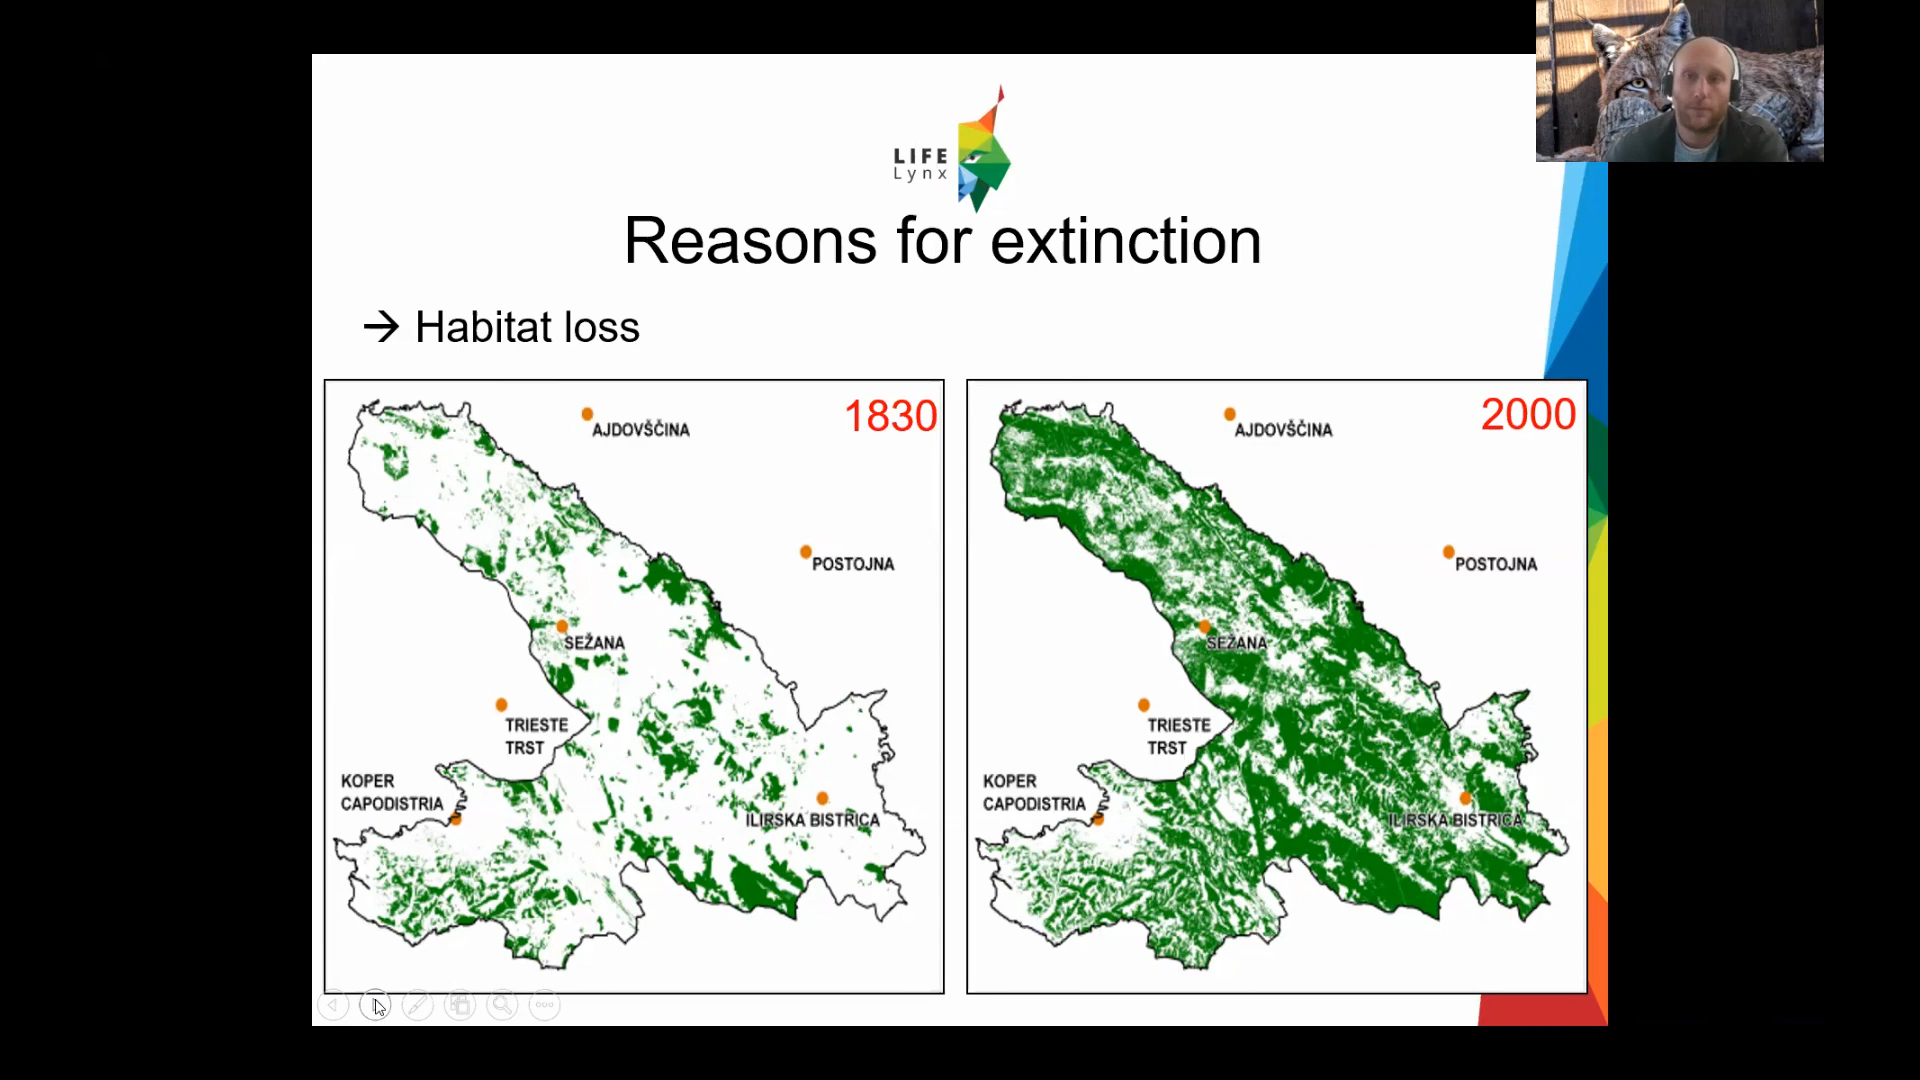 LIFE
Lynx
Reasons for extinction
→ Habitat loss
1830
AJDOVŠČINA
POSTOJNA
SEŽANA
TRIESTE
TRST
KOPER
CAPODISTRIA
ILIRSKA BISTRICA
2000
AJDOVŠČINA
POSTOJNA
SEŽANA
TRIESTE
TRST
KOPER
CAPODISTRIA
ILIRSKA BISTRICA